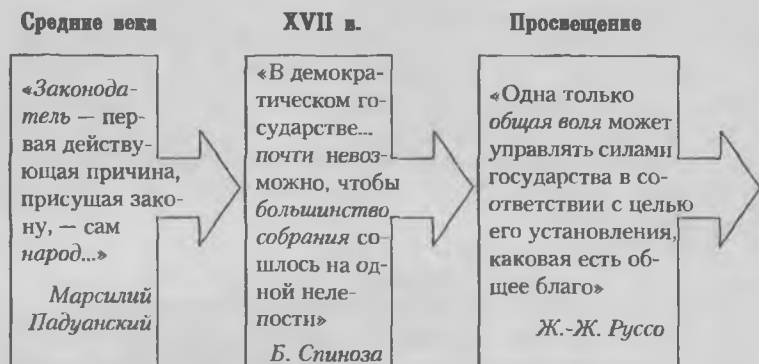 Средние века
«Законода-
тель — пер-
вая действу-
ющая причина,
присущая зако-
ну, — сам
народ...»
Марсилий
Падуанский
XVII в.
«В демокра-
тическом го-
сударстве...
почти невоз-
можно, чтобы
большинство
собрания со-
шлось на од-
ной неле-
пости»
Б. Спиноза
Просвещение
«Одна только
общая воля может
управлять силами
государства в со-
ответствии с целью
его установления,
каковая есть об-
щее благо»
Ж.-Ж. Руссо